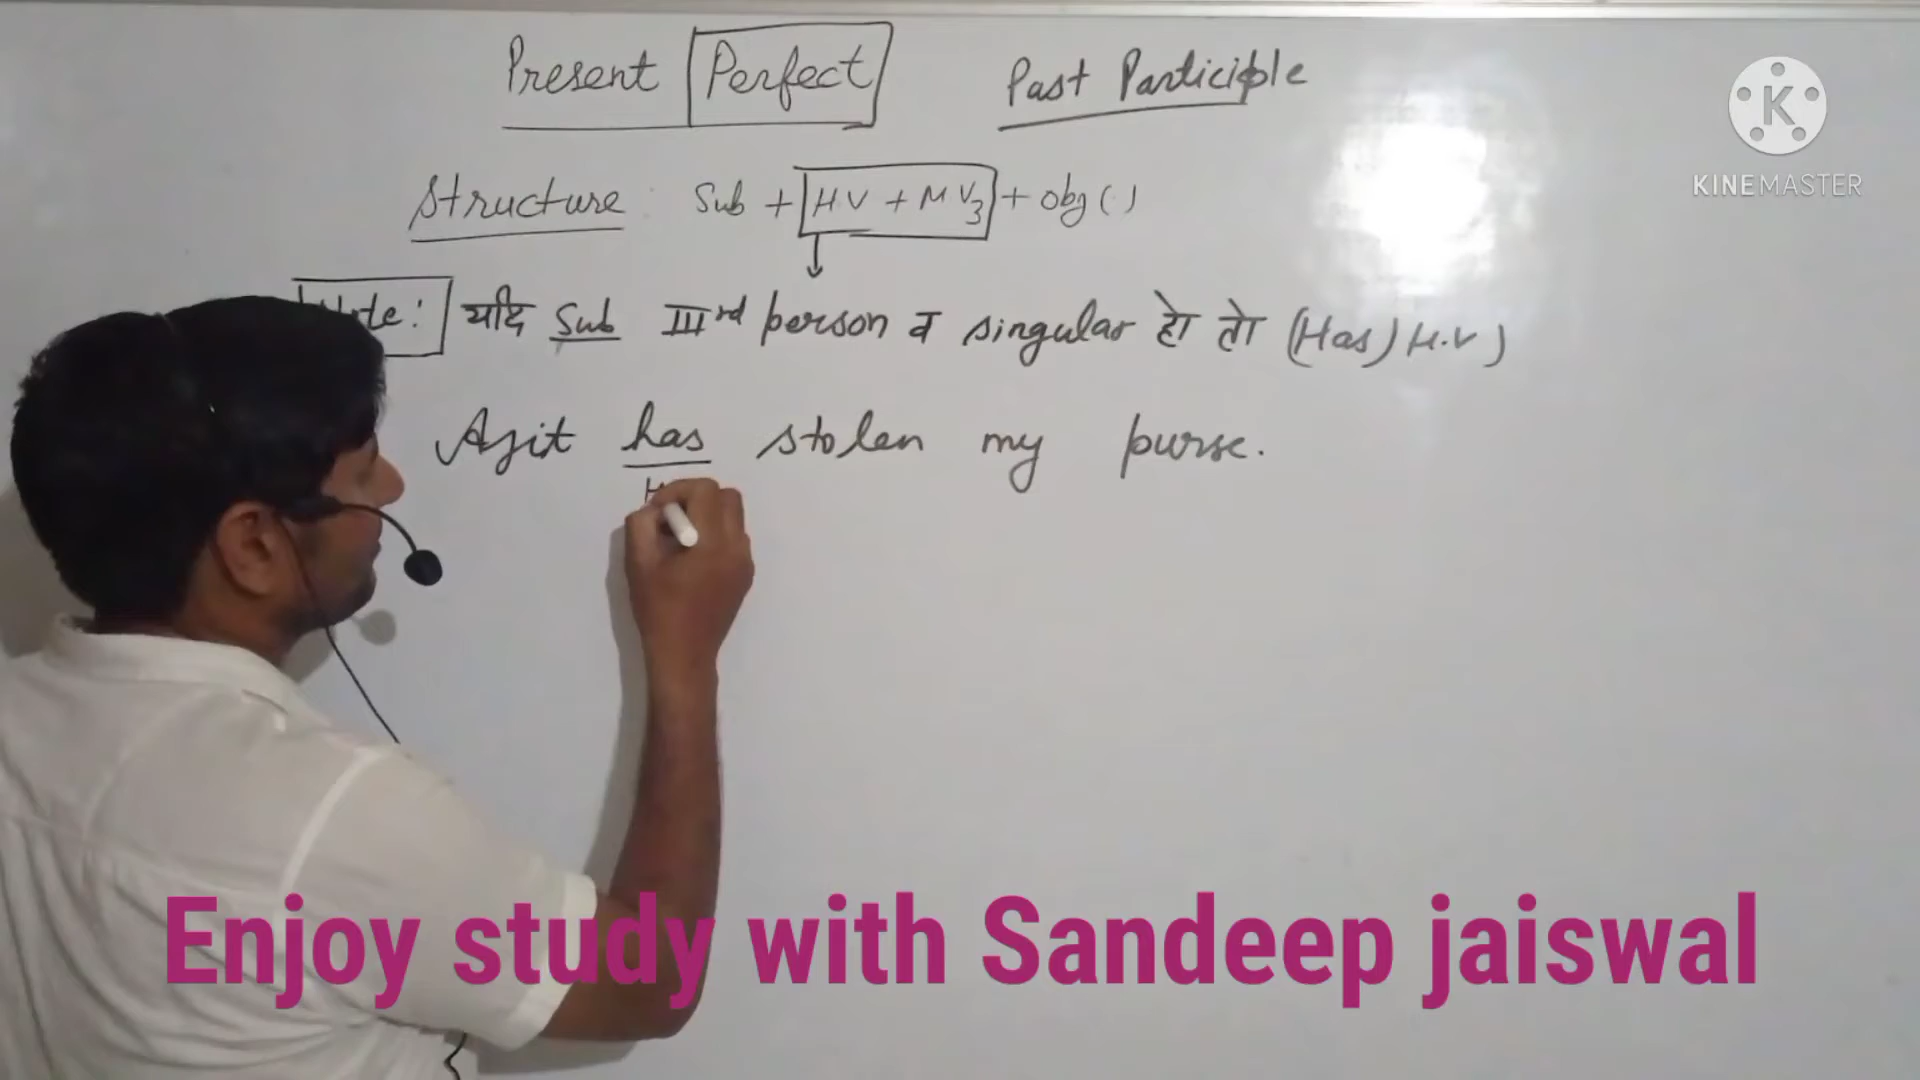 Present Perfect Past Participle
KINEMASTER
Structure : Sub + HV + MV3 + obj (.)
Note: यदि Sub IIIrd person व singular हो तो (Has) H.V)
Ajit has stolen my purse.
H
Enjoy study with Sandeep jaiswal